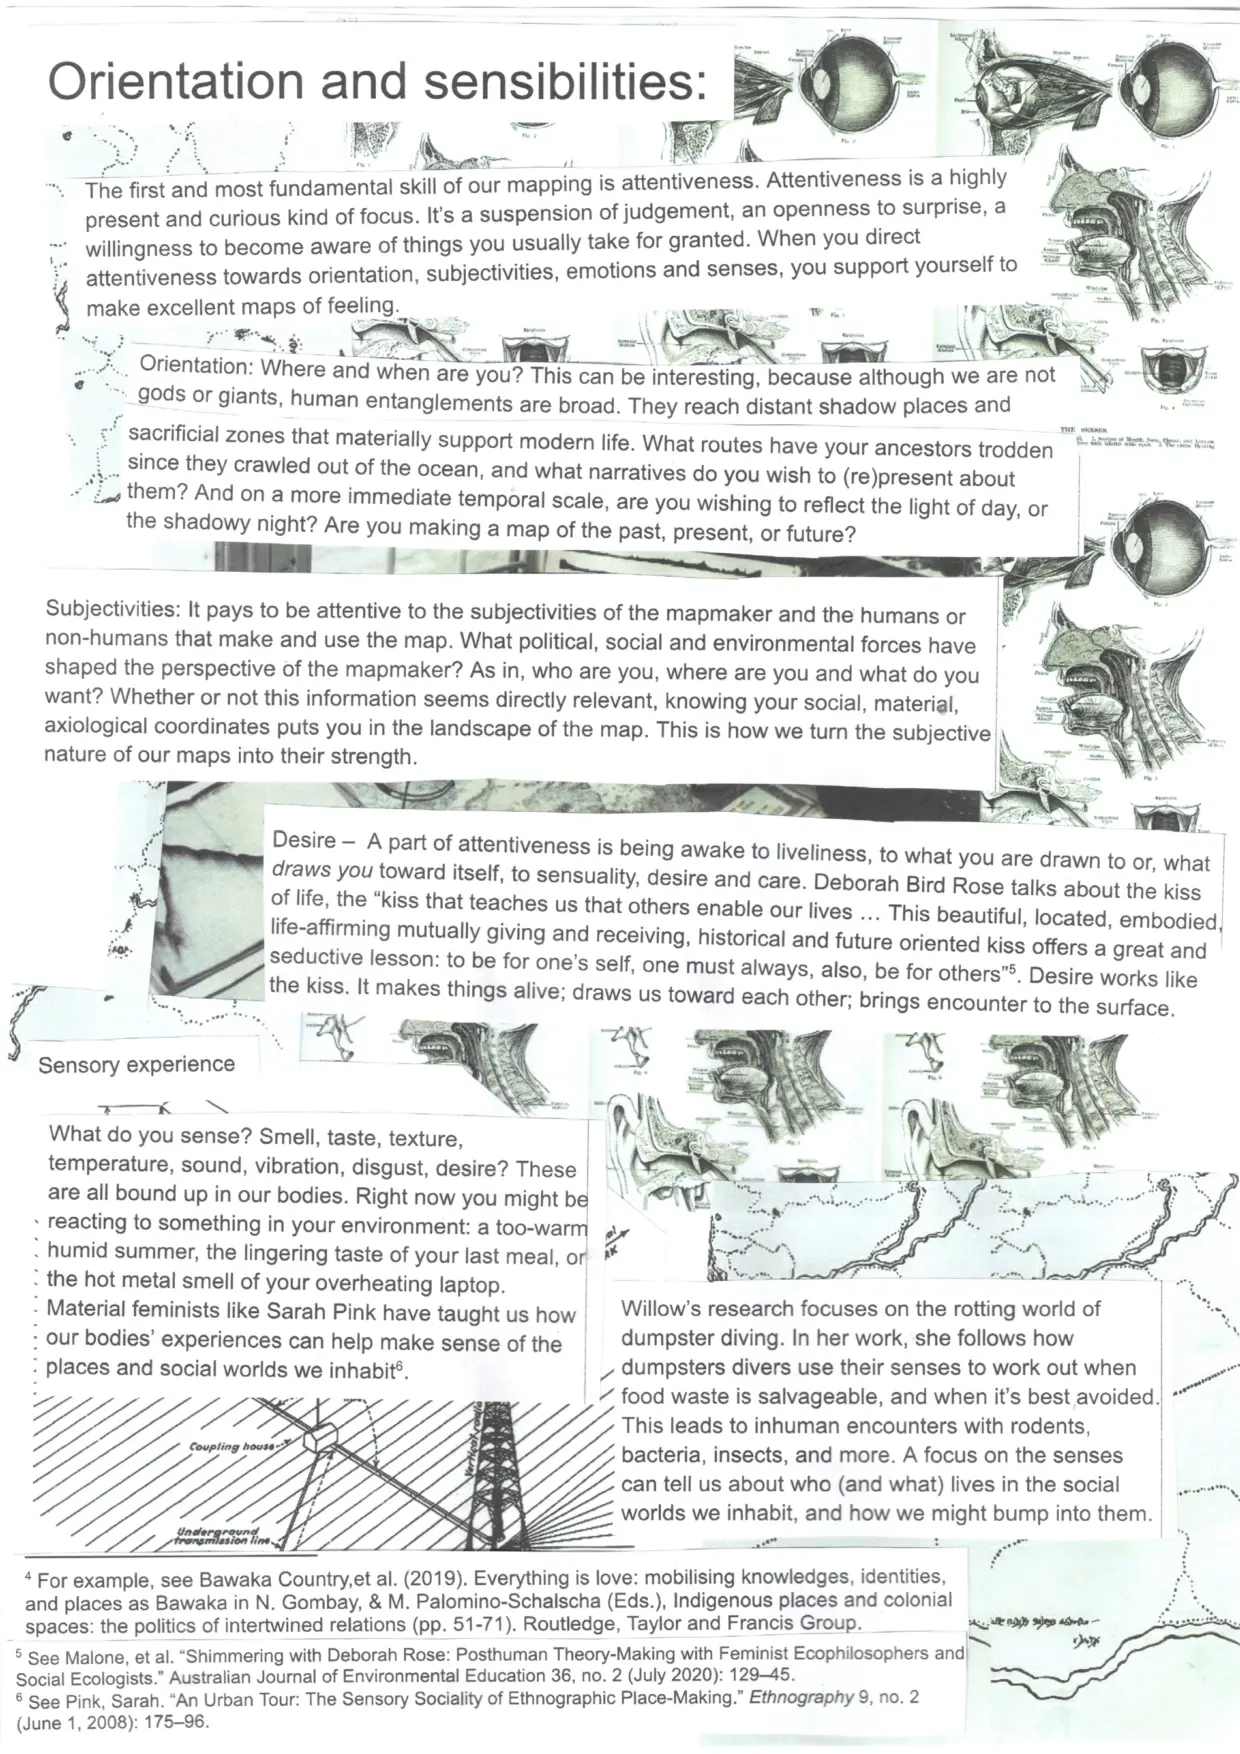 Orientation and sensibilities:
The first and most fundamental skill of our mapping is attentiveness. Attentiveness is a highly
present and curious kind of focus. It's a suspension of judgement, an openness to surprise, a
willingness to become aware of things you usually take for granted. When you direct
attentiveness towards orientation, subjectivities, emotions and senses, you support yourself to
make excellent maps of feeling.
Orientation: Where and when are you? This can be interesting, because although we are not
gods or giants, human entanglements are broad. They reach distant shadow places and
sacrificial zones that materially support modern life. What routes have your ancestors trodden
since they crawled out of the ocean, and what narratives do you wish to (re)present about
them? And on a more immediate temporal scale, are you wishing to reflect the light of day, or
the shadowy night? Are you making a map of the past, present, or future?
THE SENSES
Subjectivities: It pays to be attentive to the subjectivities of the mapmaker and the humans or
non-humans that make and use the map. What political, social and environmental forces have
shaped the perspective of the mapmaker? As in, who are you, where are you and what do you
want? Whether or not this information seems directly relevant, knowing your social, material,
axiological coordinates puts you in the landscape of the map. This is how we turn the subjective
nature of our maps into their strength.
Desire – A part of attentiveness is being awake to liveliness, to what you are drawn to or, what
draws you toward itself, to sensuality, desire and care. Deborah Bird Rose talks about the kiss
of life, the “kiss that teaches us that others enable our lives ... This beautiful, located, embodied,
life-affirming mutually giving and receiving, historical and future oriented kiss offers a great and
seductive lesson: to be for one's self, one must always, also, be for others”⁵. Desire works like
the kiss. It makes things alive; draws us toward each other; brings encounter to the surface.
Sensory experience
What do you sense? Smell, taste, texture,
temperature, sound, vibration, disgust, desire? These
are all bound up in our bodies. Right now you might be
reacting to something in your environment: a too-warm
humid summer, the lingering taste of your last meal, or
the hot metal smell of your overheating laptop.
Material feminists like Sarah Pink have taught us how
our bodies' experiences can help make sense of the
places and social worlds we inhabit⁶.
Willow's research focuses on the rotting world of
dumpster diving. In her work, she follows how
dumpsters divers use their senses to work out when
food waste is salvageable, and when it's best avoided.
This leads to inhuman encounters with rodents,
bacteria, insects, and more. A focus on the senses
can tell us about who (and what) lives in the social
worlds we inhabit, and how we might bump into them.
Coupling house
Underground
transmission line
⁴ For example, see Bawaka Country,et al. (2019). Everything is love: mobilising knowledges, identities,
and places as Bawaka in N. Gombay, & M. Palomino-Schalscha (Eds.), Indigenous places and colonial
spaces: the politics of intertwined relations (pp. 51-71). Routledge, Taylor and Francis Group.
⁵ See Malone, et al. “Shimmering with Deborah Rose: Posthuman Theory-Making with Feminist Ecophilosophers and
Social Ecologists.” Australian Journal of Environmental Education 36, no. 2 (July 2020): 129–45.
⁶ See Pink, Sarah. “An Urban Tour: The Sensory Sociality of Ethnographic Place-Making.” Ethnography 9, no. 2
(June 1, 2008): 175–96.